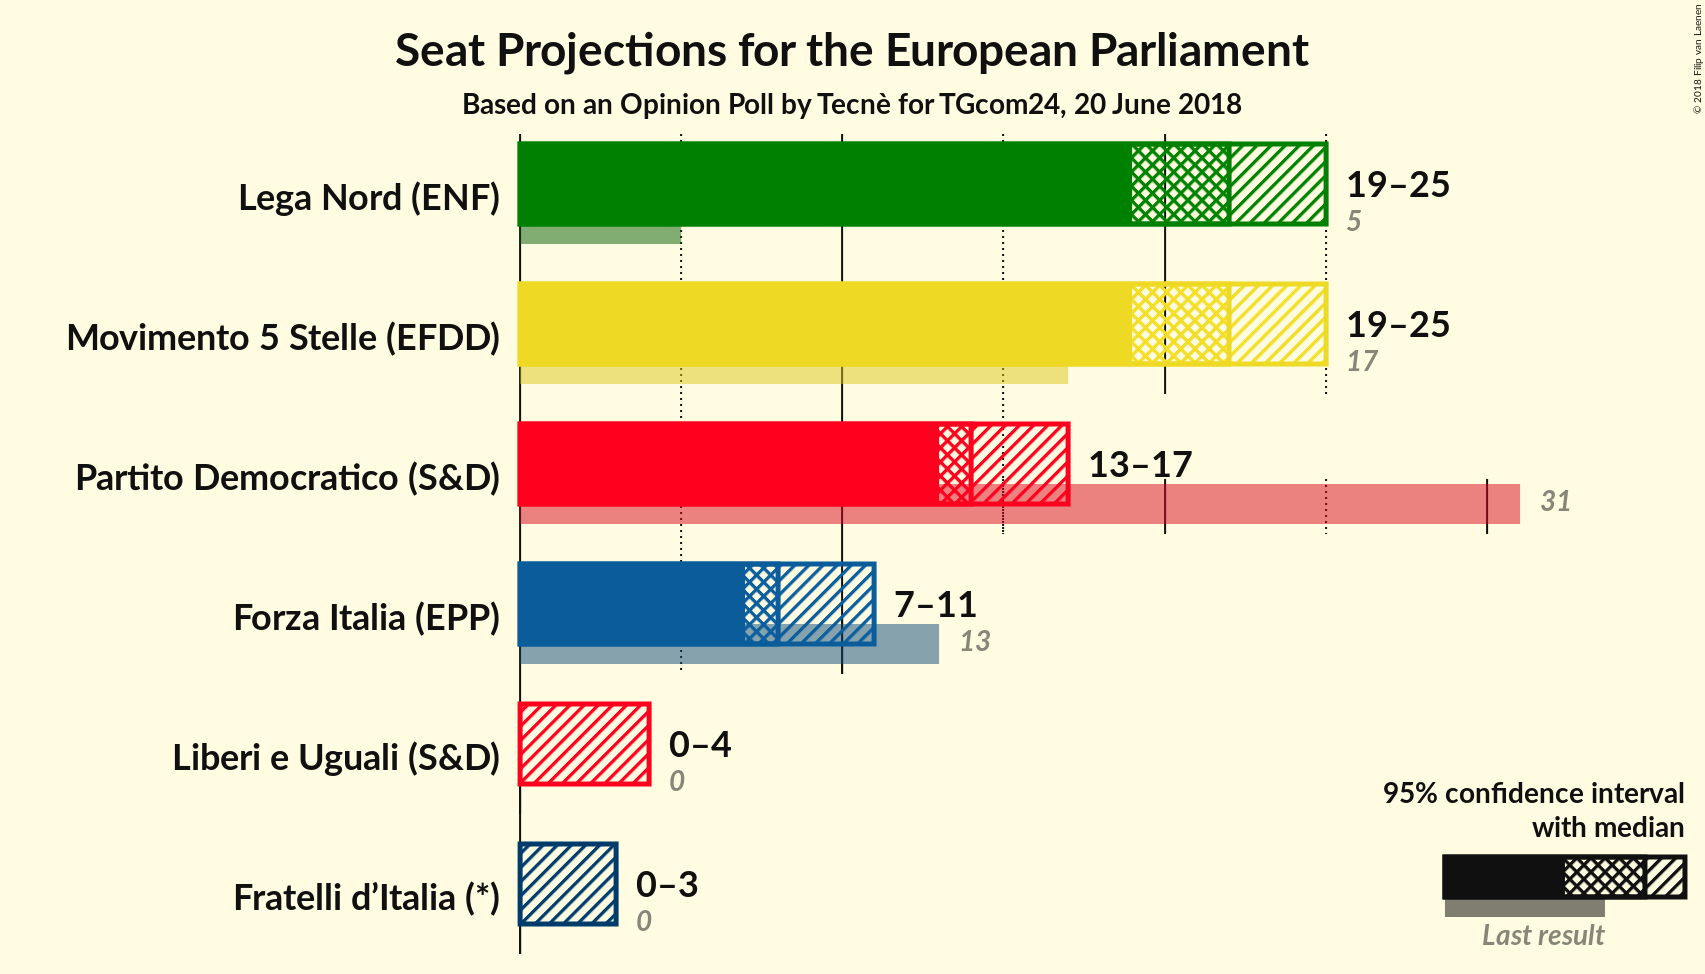 Seat Projections for the European Parliament
Based on an Opinion Poll by Tecnè for TGcom24, 20 June 2018
© 2018 Filip van Laenen
Lega Nord (ENF)
19–25
5
Movimento 5 Stelle (EFDD)
19–25
17
Partito Democratico (S&D)
13–17
31
Forza Italia (EPP)
7–11
13
Liberi e Uguali (S&D)
0–4
0
Fratelli d’Italia (*)
0–3
0
95% confidence interval
with median
Last result